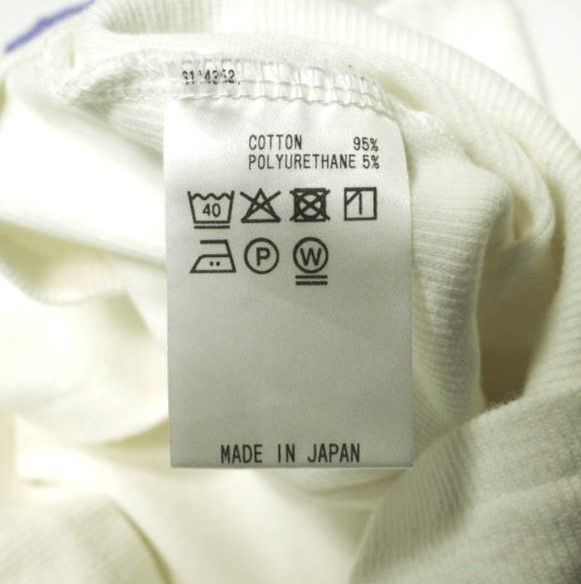 COTTON 95%
POLYURETHANE 5%
40
P
W
MADE IN JAPAN